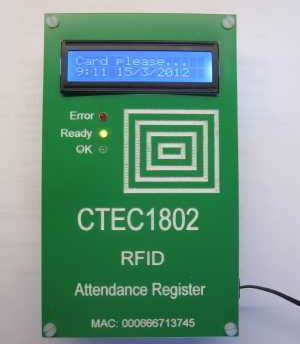 Card please...
9:11 15/3/2012
Error
Ready
OK
CTEC1802
RFID
Attendance Register
MAC: 000666713745